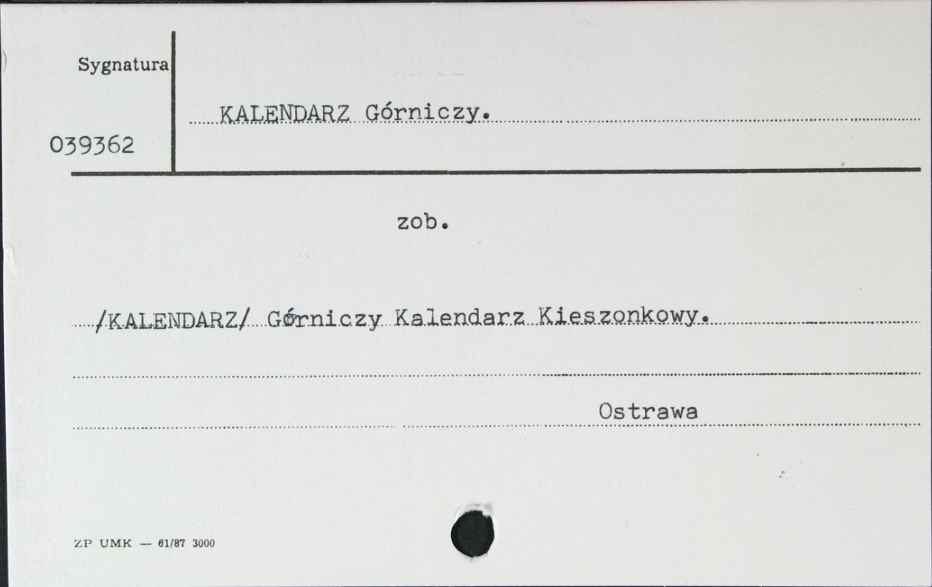 Sygnatura
KALENDARZ Górniczy.
039362
zob.
/KALENDARZ/ Górniczy Kalendarz Kieszonkowy.
Ostrawa
ZP UMK — 61/87 3000